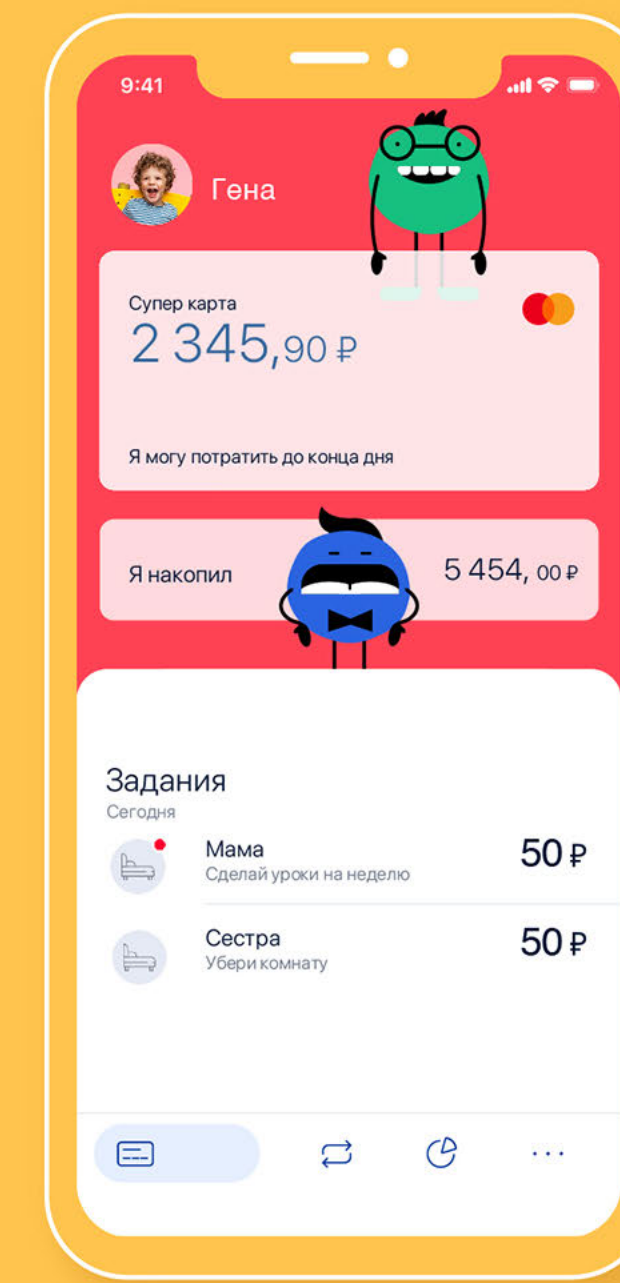 9:41
Гена
Супер карта
2 345,90 ₽
Я могу потратить до конца дня
Я накопил 5 454, 00 ₽
Задания
Сегодня
Мама 50 ₽
Сделай уроки на неделю
Сестра 50 ₽
Убери комнату